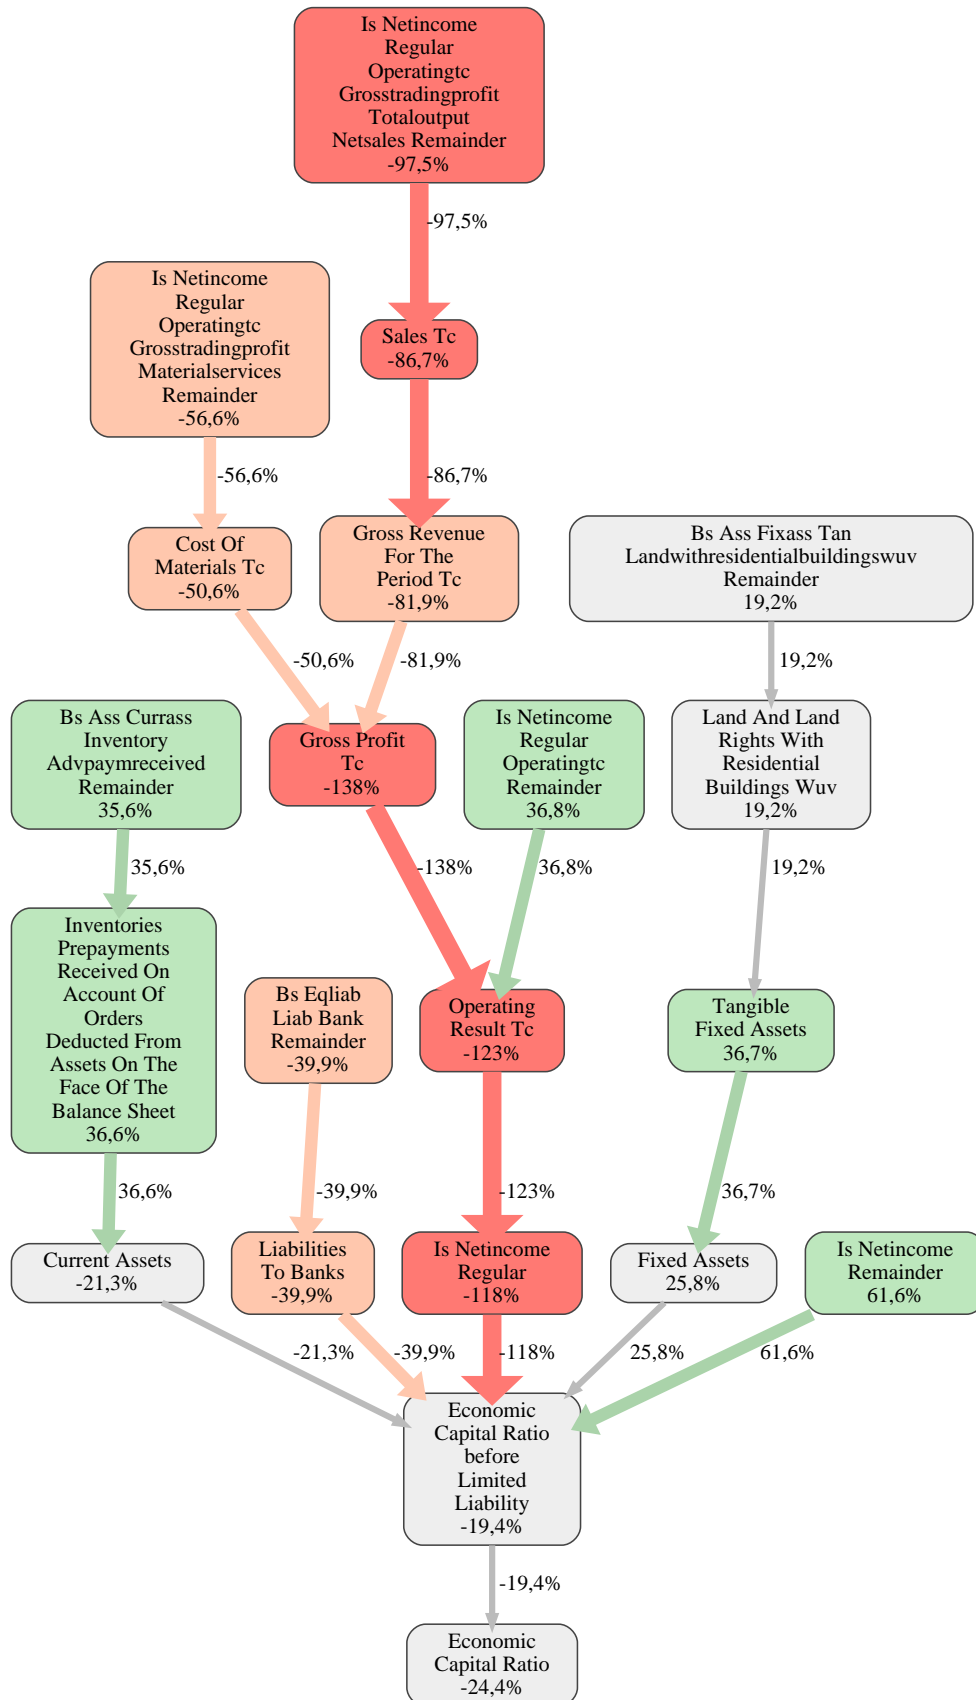 Is Netincome
Regular
Operatingtc
Grosstradingprofit
Totaloutput
Netsales Remainder
-97,5%
-97,5%
Is Netincome
Regular
Operatingtc
Grosstradingprofit
Materialservices
Remainder
-56,6%
Sales Tc
-86,7%
-56,6%
-86,7%
Cost Of
Materials Tc
-50,6%
Gross Revenue
For The
Period Tc
-81,9%
Bs Ass Fixass Tan
Landwithresidentialbuildingswuv
Remainder
19,2%
-50,6%
-81,9%
19,2%
Bs Ass Currass
Inventory
Advpaymreceived
Remainder
35,6%
Gross Profit
Tc
-138%
Is Netincome
Regular
Operatingtc
Remainder
36,8%
Land And Land
Rights With
Residential
Buildings Wuv
19,2%
35,6%
-138%
36,8%
19,2%
Inventories
Prepayments
Received On
Account Of
Orders
Deducted From
Assets On The
Face Of The
Balance Sheet
36,6%
Bs Eqliab
Liab Bank
Remainder
-39,9%
Operating
Result Tc
-123%
Tangible
Fixed Assets
36,7%
36,6%
-39,9%
-123%
36,7%
Current Assets
-21,3%
Liabilities
To Banks
-39,9%
Is Netincome
Regular
-118%
Fixed Assets
25,8%
Is Netincome
Remainder
61,6%
-21,3%
-39,9%
-118%
25,8%
61,6%
Economic
Capital Ratio
before
Limited
Liability
-19,4%
-19,4%
Economic
Capital Ratio
-24,4%